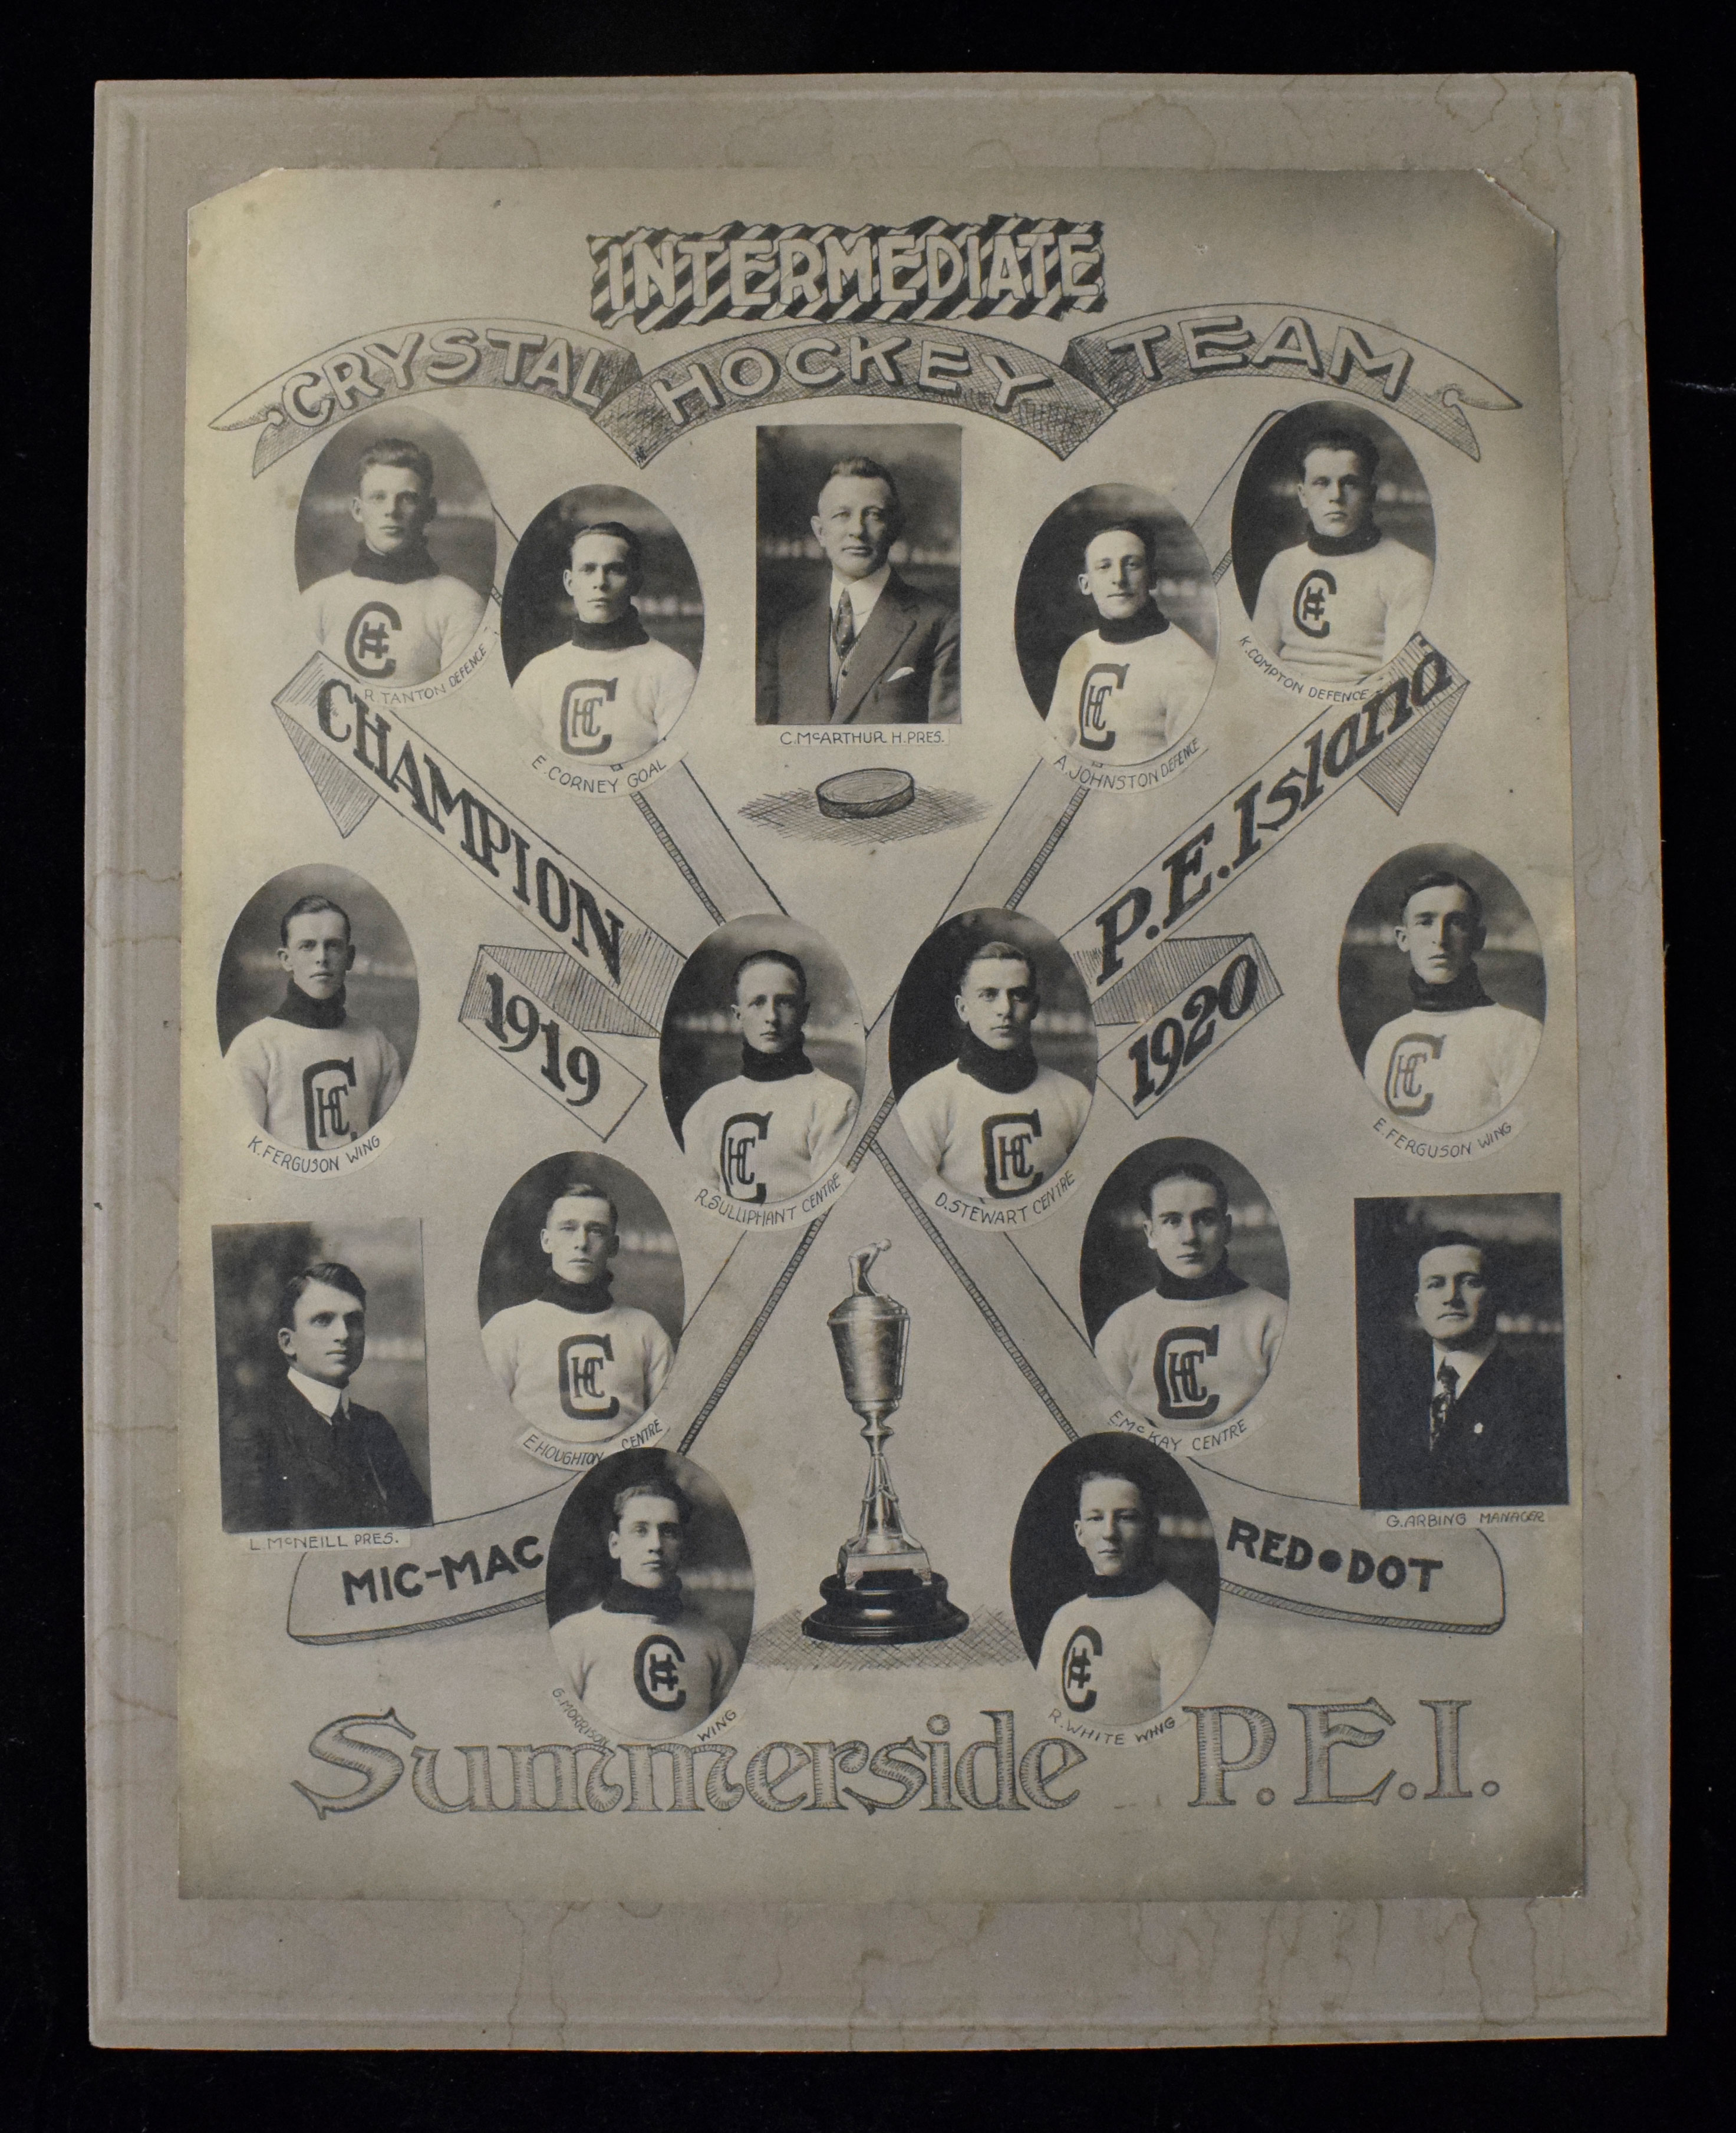 INTERMEDIATE
CRYSTAL HOCKEY TEAM
R. TANTON DEFENCE
E. CORNEY GOAL
C. McARTHUR H. PRES.
A. JOHNSTON DEFENCE
K. COMPTON DEFENCE
CHAMPION
P.E. Island
1919
1920
K. FERGUSON WING
R. SULLIPHANT CENTRE
D. STEWART CENTRE
E. FERGUSON WING
L. McNEILL PRES.
E. HOUGHTON CENTRE
E McKAY CENTRE
G. ARBING MANAGER
MIC-MAC
RED•DOT
G. MORRISON WING
R. WHITE WING
Summerside P.E.I.